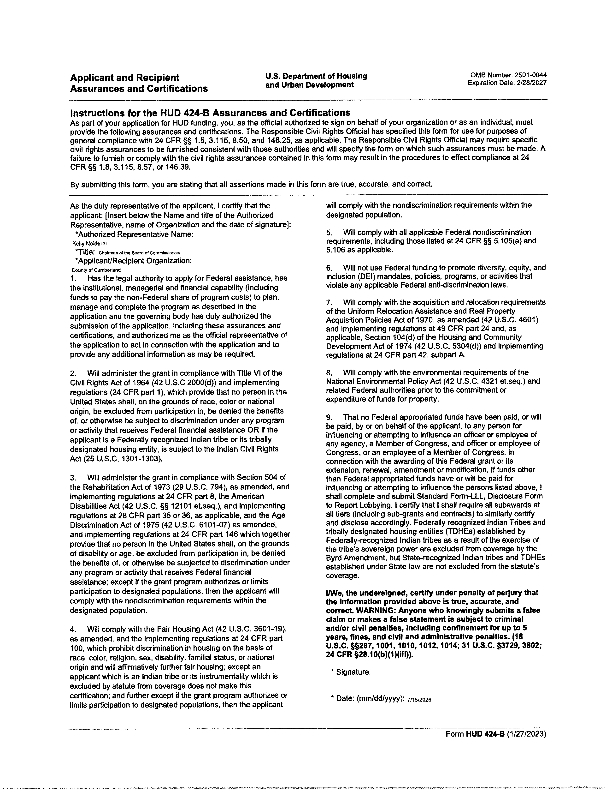 Applicant and Recipient
Assurances and Certifications
U.S. Department of Housing
and Urban Development
OMB Number. 2501-0044
Expiration Date: 2/28/2027
Instructions for the HUD 424-B Assurances and Certifications
As part of your application for HUD funding, you, as the official authorized to sign on behalf of your organization or as an individual, must
provide the following assurances and certifications. The Responsible Civil Rights Official has specified this form for use for purposes of
general compliance with 24 CFR §§ 1.5, 3.115, 8.50, and 146.25, as applicable. The Responsible Civil Rights Official may require specific
civil rights assurances to be furnished consistent with those authorities and will specify the form on which such assurances must be made. A
failure to furnish or comply with the civil rights assurances contained in this form may result in the procedures to effect compliance at 24
CFR §§ 1.8, 3.115, 8.57, or 146.39.
By submitting this form, you are stating that all assertions made in this form are true, accurate, and correct.
As the duly representative of the applicant, I certify that the
applicant: [Insert below the Name and title of the Authorized
Representative, name of Organization and the date of signature]:
*Authorized Representative Name:
*Title: Chairman of the Board of Commissioners
*Applicant/Recipient Organization:
County of Cumberland
1. Has the legal authority to apply for Federal assistance, has
the institutional, managerial and financial capability (including
funds to pay the non-Federal share of program costs) to plan,
manage and complete the program as described in the
application and the governing body has duly authorized the
submission of the application, including these assurances and
certifications, and authorized me as the official representative of
the application to act in connection with the application and to
provide any additional information as may be required.
2. Will administer the grant in compliance with Title VI of the
Civil Rights Act of 1964 (42 U.S.C 2000(d)) and implementing
regulations (24 CFR part 1), which provide that no person in the
United States shall, on the grounds of race, color or national
origin, be excluded from participation in, be denied the benefits
of, or otherwise be subject to discrimination under any program
or activity that receives Federal financial assistance OR if the
applicant is a Federally recognized Indian tribe or its tribally
designated housing entity, is subject to the Indian Civil Rights
Act (25 U.S.C. 1301-1303).
3. Will administer the grant in compliance with Section 504 of
the Rehabilitation Act of 1973 (29 U.S.C. 794), as amended, and
implementing regulations at 24 CFR part 8, the American
Disabilities Act (42 U.S.C. §§ 12101 et.seq.), and implementing
regulations at 28 CFR part 35 or 36, as applicable, and the Age
Discrimination Act of 1975 (42 U.S.C. 6101-07) as amended,
and implementing regulations at 24 CFR part 146 which together
provide that no person in the United States shall, on the grounds
of disability or age, be excluded from participation in, be denied
the benefits of, or otherwise be subjected to discrimination under
any program or activity that receives Federal financial
assistance; except if the grant program authorizes or limits
participation to designated populations, then the applicant will
comply with the nondiscrimination requirements within the
designated population.
4. Will comply with the Fair Housing Act (42 U.S.C. 3601-19),
as amended, and the implementing regulations at 24 CFR part
100, which prohibit discrimination in housing on the basis of
race, color, religion, sex, disability, familial status, or national
origin and will affirmatively further fair housing; except an
applicant which is an Indian tribe or its instrumentality which is
excluded by statute from coverage does not make this
certification; and further except if the grant program authorizes or
limits participation to designated populations, then the applicant
will comply with the nondiscrimination requirements within the
designated population.
5. Will comply with all applicable Federal nondiscrimination
requirements, including those listed at 24 CFR §§ 5.105(a) and
5.106 as applicable.
6. Will not use Federal funding to promote diversity, equity, and
inclusion (DEI) mandates, policies, programs, or activities that
violate any applicable Federal anti-discrimination laws.
7. Will comply with the acquisition and relocation requirements
of the Uniform Relocation Assistance and Real Property
Acquisition Policies Act of 1970, as amended (42 U.S.C. 4601)
and implementing regulations at 49 CFR part 24 and, as
applicable, Section 104(d) of the Housing and Community
Development Act of 1974 (42 U.S.C. 5304(d)) and implementing
regulations at 24 CFR part 42, subpart A.
8. Will comply with the environmental requirements of the
National Environmental Policy Act (42 U.S.C. 4321 et.seq.) and
related Federal authorities prior to the commitment or
expenditure of funds for property.
9. That no Federal appropriated funds have been paid, or will
be paid, by or on behalf of the applicant, to any person for
influencing or attempting to influence an officer or employee of
any agency, a Member of Congress, and officer or employee of
Congress, or an employee of a Member of Congress, in
connection with the awarding of this Federal grant or its
extension, renewal, amendment or modification. If funds other
than Federal appropriated funds have or will be paid for
influencing or attempting to influence the persons listed above, I
shall complete and submit Standard Form-LLL, Disclosure Form
to Report Lobbying. I certify that I shall require all subawards at
all tiers (including sub-grants and contracts) to similarly certify
and disclose accordingly. Federally recognized Indian Tribes and
tribally designated housing entities (TDHEs) established by
Federally-recognized Indian tribes as a result of the exercise of
the tribe's sovereign power are excluded from coverage by the
Byrd Amendment, but State-recognized Indian tribes and TDHEs
established under State law are not excluded from the statute's
coverage.
I/We, the undersigned, certify under penalty of perjury that
the information provided above is true, accurate, and
correct. WARNING: Anyone who knowingly submits a false
claim or makes a false statement is subject to criminal
and/or civil penalties, including confinement for up to 5
years, fines, and civil and administrative penalties. (18
U.S.C. §§287, 1001, 1010, 1012, 1014; 31 U.S.C. §3729, 3802;
24 CFR §28.10(b)(1)(iii)).
* Signature:
* Date: (mm/dd/yyyy):
Form HUD 424-B (1/27/2023)